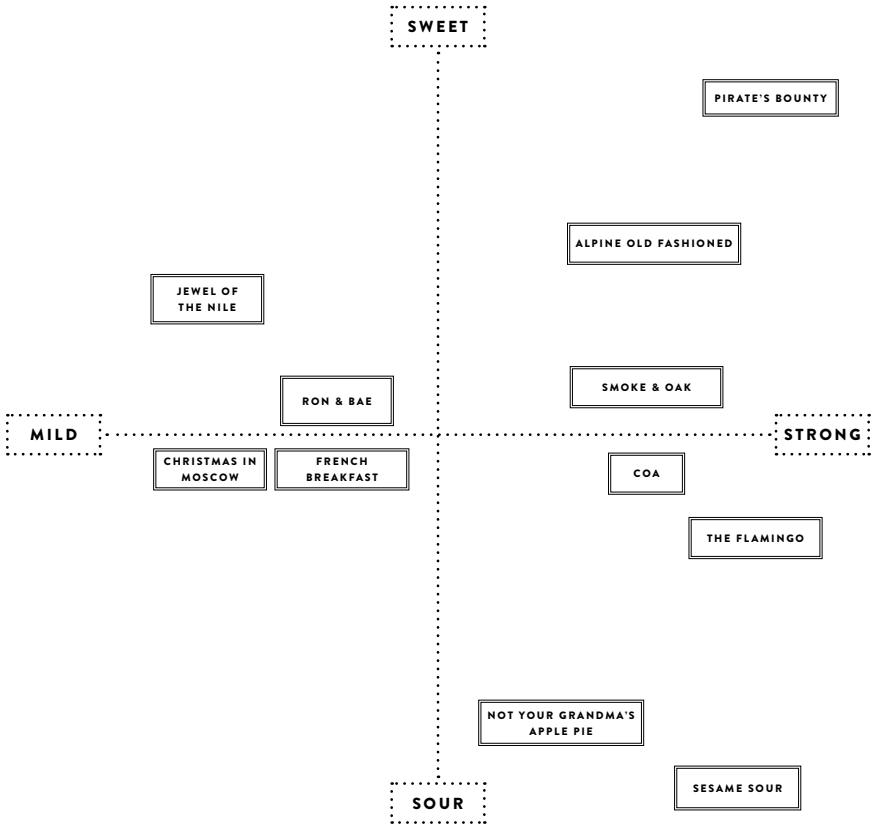 SWEET
PIRATE'S BOUNTY
ALPINE OLD FASHIONED
JEWEL OF
THE NILE
SMOKE & OAK
RON & BAE
MILD
STRONG
CHRISTMAS IN
MOSCOW
FRENCH
BREAKFAST
COA
THE FLAMINGO
NOT YOUR GRANDMA'S
APPLE PIE
SESAME SOUR
SOUR